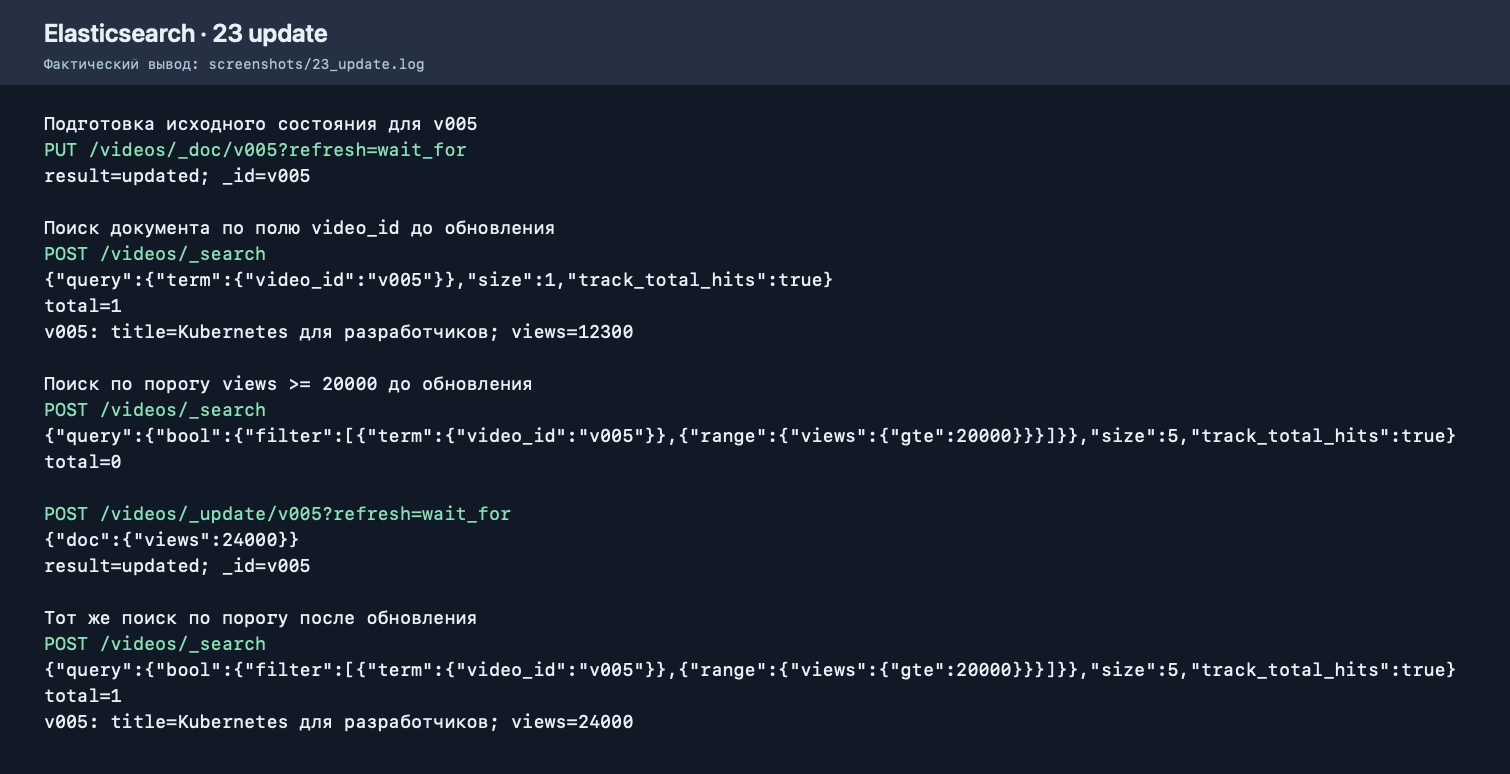 Elasticsearch · 23 update
Фактический вывод: screenshots/23_update.log
Подготовка исходного состояния для v005
PUT /videos/_doc/v005?refresh=wait_for
result=updated; _id=v005
Поиск документа по полю video_id до обновления
POST /videos/_search
{"query":{"term":{"video_id":"v005"}},"size":1,"track_total_hits":true}
total=1
v005: title=Kubernetes для разработчиков; views=12300
Поиск по порогу views >= 20000 до обновления
POST /videos/_search
{"query":{"bool":{"filter":[{"term":{"video_id":"v005"}},{"range":{"views":{"gte":20000}}}]}},"size":5,"track_total_hits":true}
total=0
POST /videos/_update/v005?refresh=wait_for
{"doc":{"views":24000}}
result=updated; _id=v005
Тот же поиск по порогу после обновления
POST /videos/_search
{"query":{"bool":{"filter":[{"term":{"video_id":"v005"}},{"range":{"views":{"gte":20000}}}]}},"size":5,"track_total_hits":true}
total=1
v005: title=Kubernetes для разработчиков; views=24000